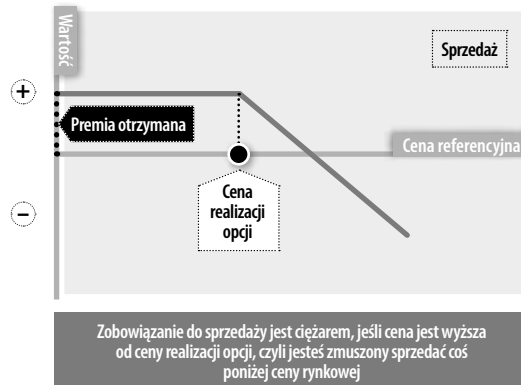 Wartość
Sprzedaż
+
Premia otrzymana
Cena referencyjna
Cena
realizacji
opcji
–
Zobowiązanie do sprzedaży jest ciężarem, jeśli cena jest wyższa
od ceny realizacji opcji, czyli jesteś zmuszony sprzedać coś
poniżej ceny rynkowej